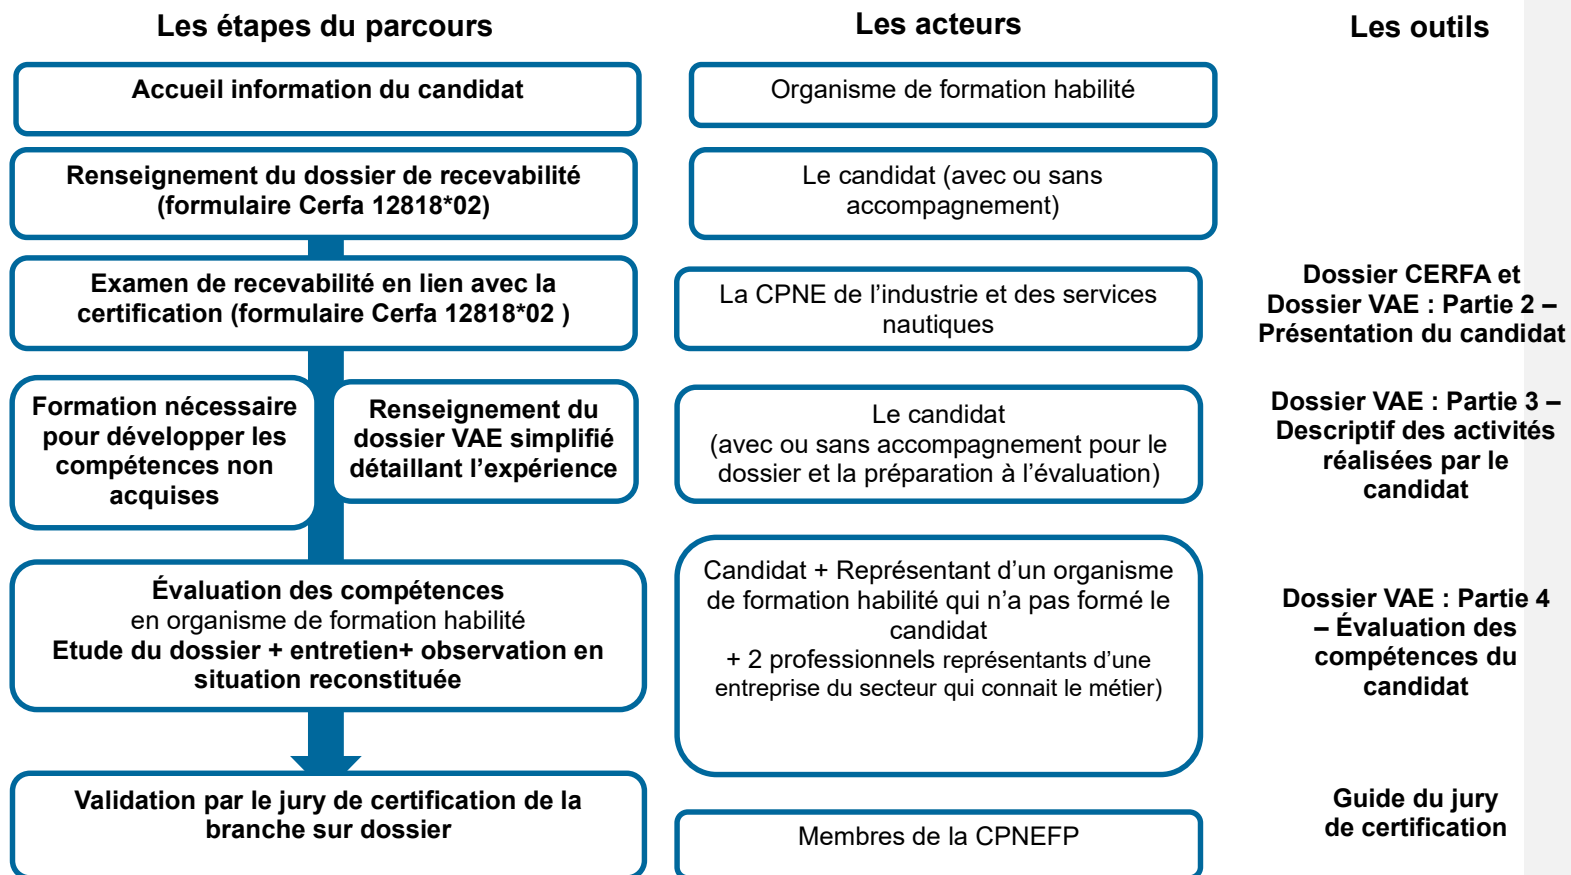 Les étapes du parcours
Les acteurs
Les outils
Accueil information du candidat
Organisme de formation habilité
Renseignement du dossier de recevabilité
(formulaire Cerfa 12818*02)
Le candidat (avec ou sans
accompagnement)
Examen de recevabilité en lien avec la
certification (formulaire Cerfa 12818*02 )
La CPNE de l’industrie et des services
nautiques
Dossier CERFA et
Dossier VAE : Partie 2 –
Présentation du candidat
Formation nécessaire
pour développer les
compétences non
acquises
Renseignement du
dossier VAE simplifié
détaillant l’expérience
Le candidat
(avec ou sans accompagnement pour le
dossier et la préparation à l’évaluation)
Dossier VAE : Partie 3 –
Descriptif des activités
réalisées par le
candidat
Évaluation des compétences
en organisme de formation habilité
Etude du dossier + entretien+ observation en
situation reconstituée
Candidat + Représentant d’un organisme
de formation habilité qui n’a pas formé le
candidat
+ 2 professionnels représentants d’une
entreprise du secteur qui connait le métier)
Dossier VAE : Partie 4
– Évaluation des
compétences du
candidat
Validation par le jury de certification de la
branche sur dossier
Membres de la CPNEFP
Guide du jury
de certification